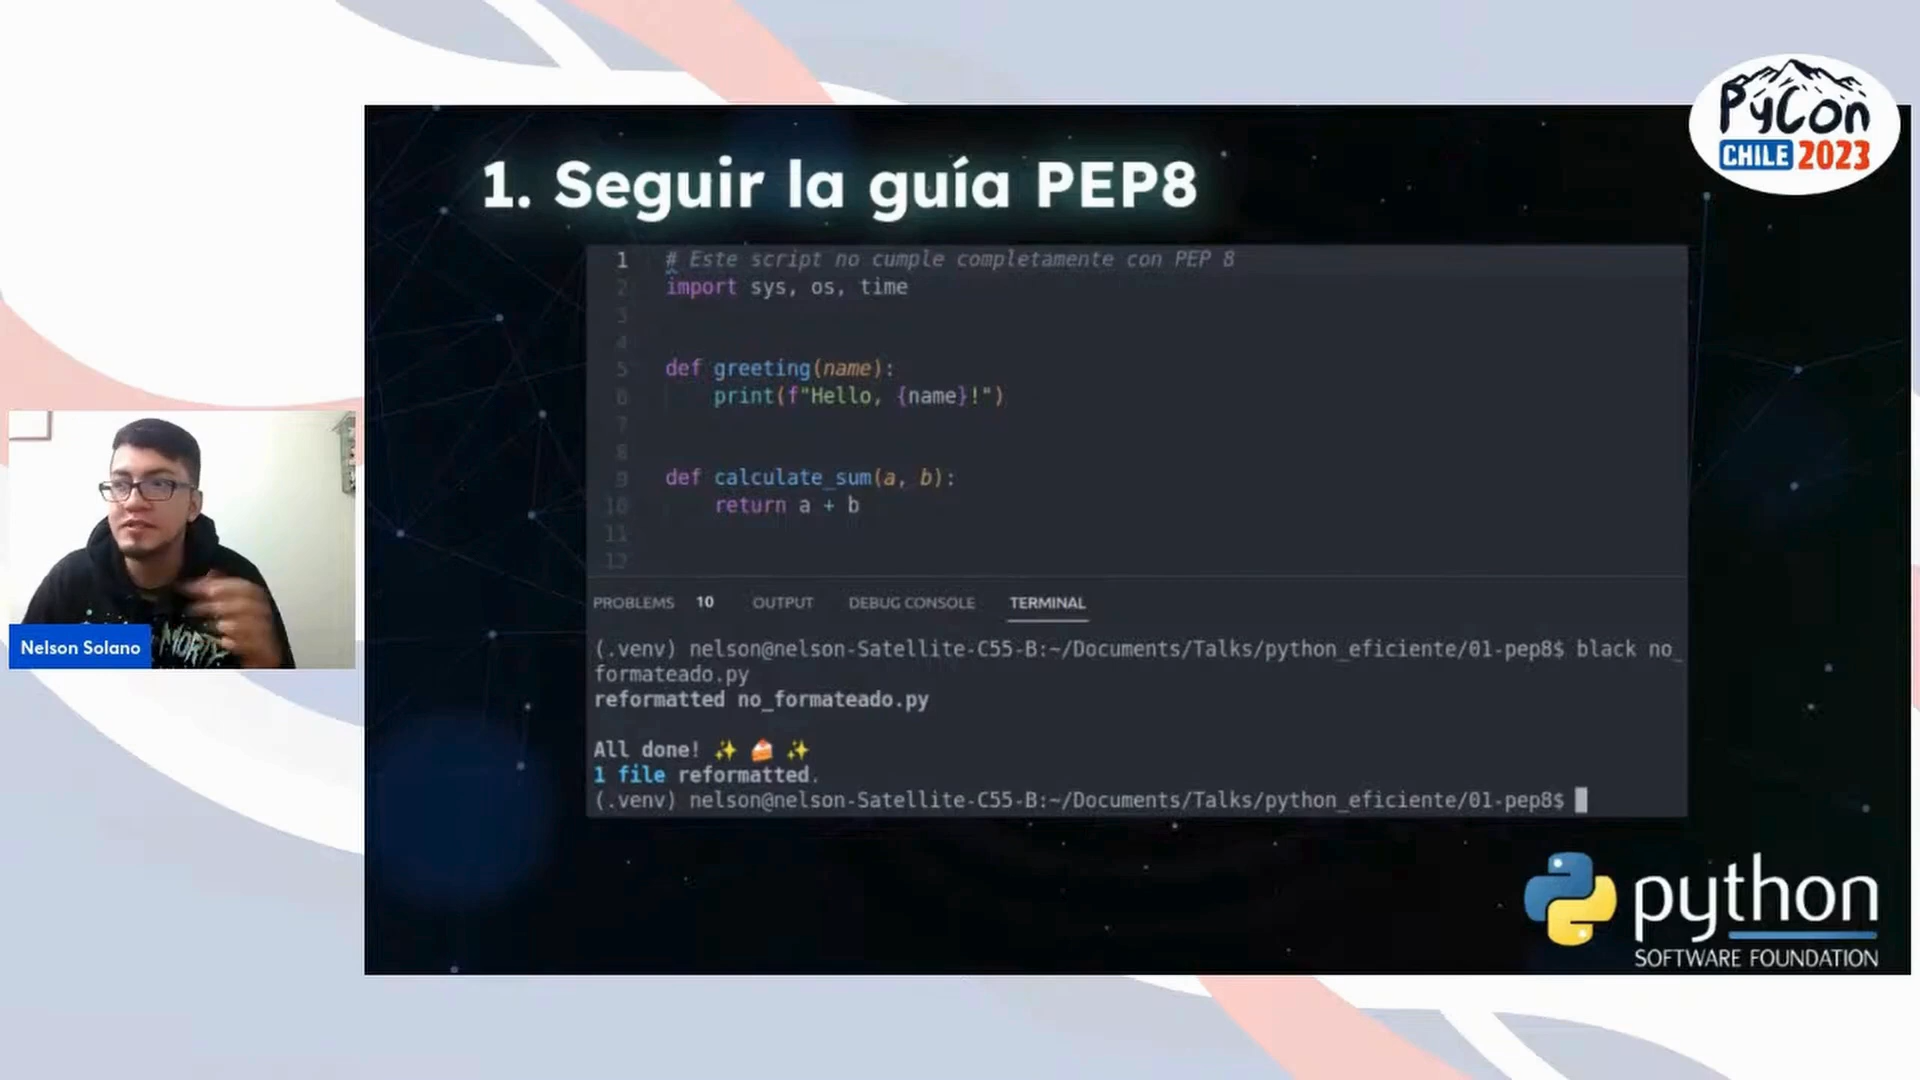 PyCon
CHILE 2023
1. Seguir la guía PEP8
1 # Este script no cumple completamente con PEP 8
2 import sys, os, time
3
4
5 def greeting(name):
6 print(f"Hello, {name}!")
7
8
9 def calculate_sum(a, b):
10 return a + b
11
12
PROBLEMS 10 OUTPUT DEBUG CONSOLE TERMINAL
(.venv) nelson@nelson-Satellite-C55-B:~/Documents/Talks/python_eficiente/01-pep8$ black no_
formateado.py
reformatted no_formateado.py
All done! ✨ 🍰 ✨
1 file reformatted.
(.venv) nelson@nelson-Satellite-C55-B:~/Documents/Talks/python_eficiente/01-pep8$
MORTY
Nelson Solano
python
SOFTWARE FOUNDATION